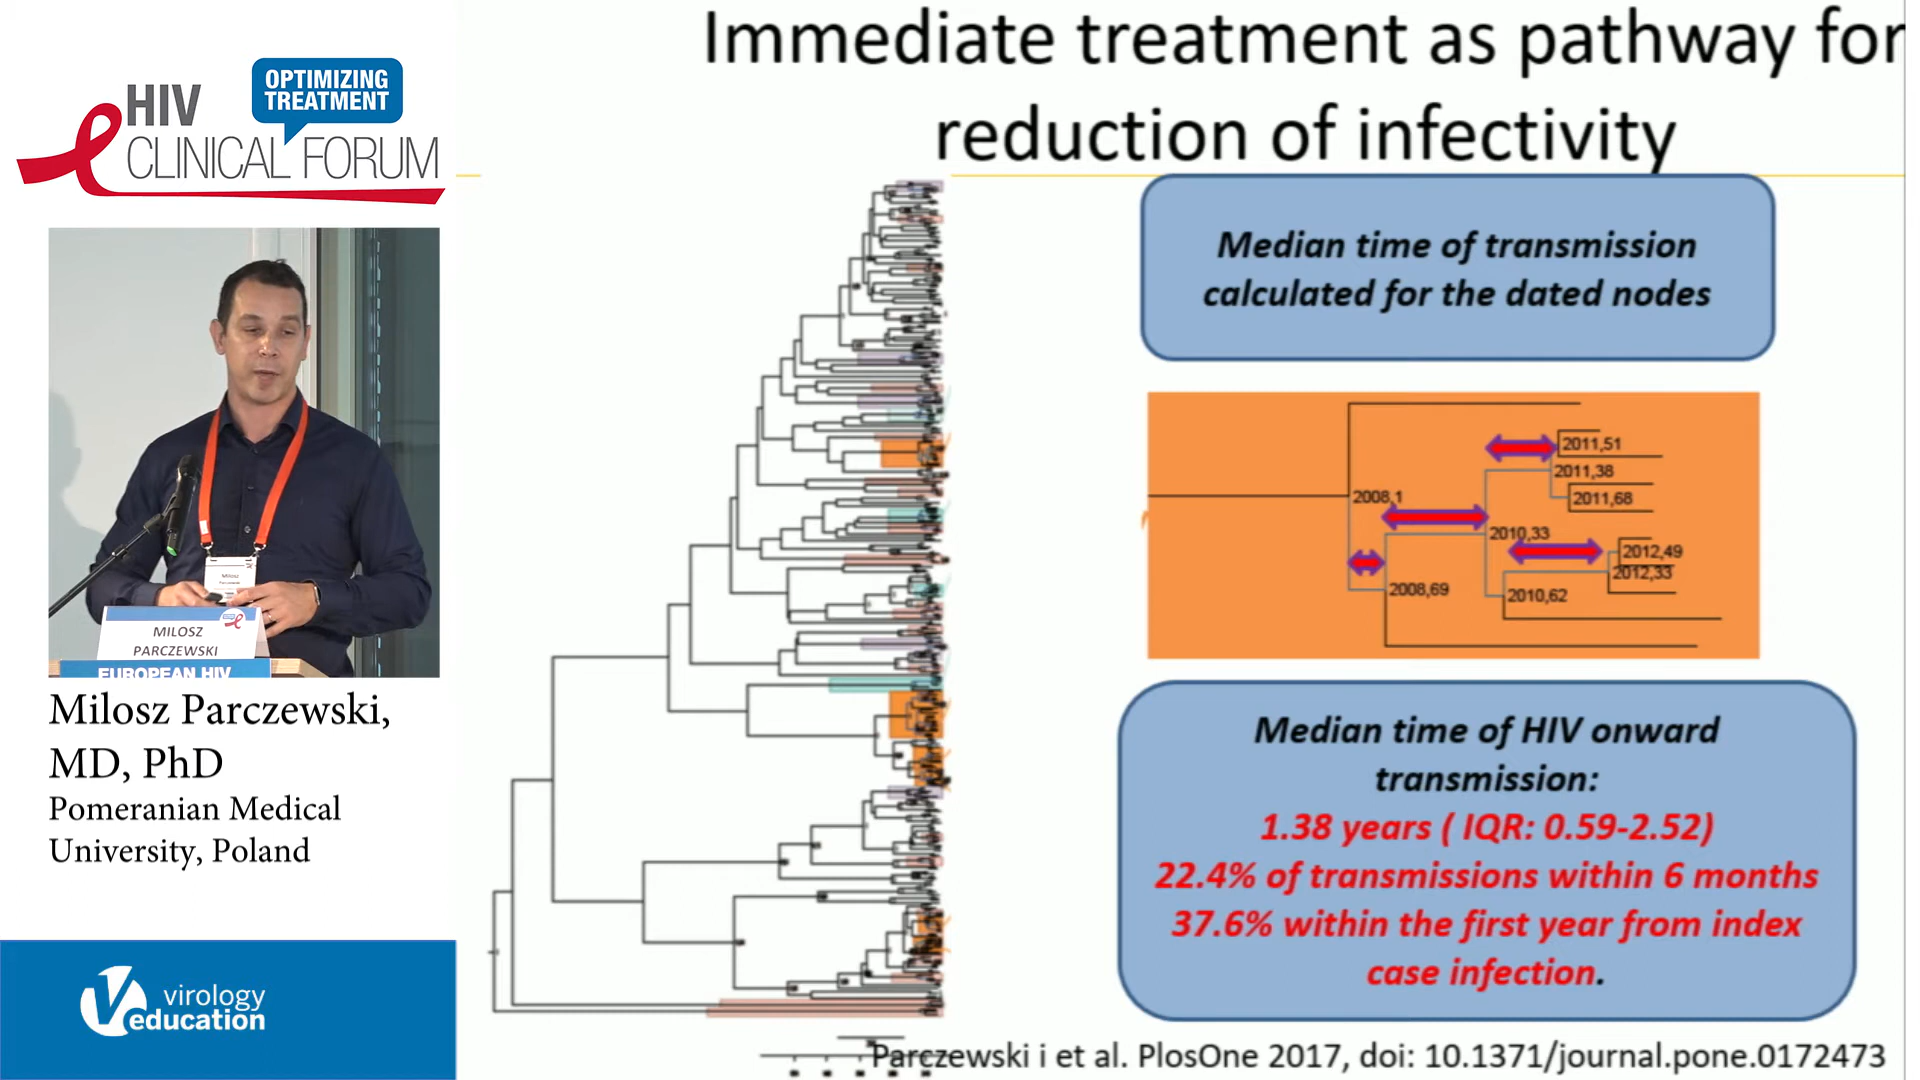 HIV
OPTIMIZING
TREATMENT
CLINICAL FORUM
MILOSZ
PARCZEWSKI
EUROPEAN HIV
Milosz Parczewski,
MD, PhD
Pomeranian Medical
University, Poland
virology
education
Immediate treatment as pathway for
reduction of infectivity
Median time of transmission
calculated for the dated nodes
2011,51
2011,38
2011,68
2008,1
2010,33
2012,49
2012,33
2008,69
2010,62
Median time of HIV onward
transmission:
1.38 years ( IQR: 0.59-2.52)
22.4% of transmissions within 6 months
37.6% within the first year from index
case infection.
Parczewski i et al. PlosOne 2017, doi: 10.1371/journal.pone.0172473